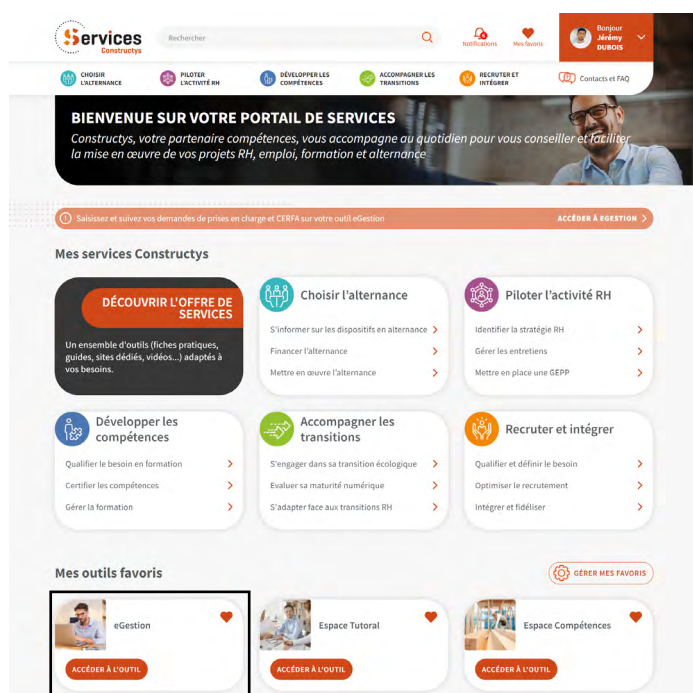 Services
Constructys
Rechercher
Notifications
Mes favoris
Bonjour
Jérémy
DUBOIS
CHOISIR
L'ALTERNANCE
PILOTER
L'ACTIVITÉ RH
DÉVELOPPER LES
COMPÉTENCES
ACCOMPAGNER LES
TRANSITIONS
RECRUTER ET
INTÉGRER
Contacts et FAQ
BIENVENUE SUR VOTRE PORTAIL DE SERVICES
Constructys, votre partenaire compétences, vous accompagne au quotidien pour vous conseiller et faciliter
la mise en œuvre de vos projets RH, emploi, formation et alternance
Saisissez et suivez vos demandes de prises en charge et CERFA sur votre outil eGestion
ACCÉDER À EGESTION
Mes services Constructys
DÉCOUVRIR L'OFFRE DE
SERVICES
Un ensemble d'outils (fiches pratiques,
guides, sites dédiés, vidéos...) adaptés à
vos besoins.
Choisir l'alternance
S'informer sur les dispositifs en alternance
Financer l'alternance
Mettre en œuvre l'alternance
Piloter l'activité RH
Identifier la stratégie RH
Gérer les entretiens
Mettre en place une GEPP
Développer les
compétences
Qualifier le besoin en formation
Certifier les compétences
Gérer la formation
Accompagner les
transitions
S'engager dans sa transition écologique
Evaluer sa maturité numérique
S'adapter face aux transitions RH
Recruter et intégrer
Qualifier et définir le besoin
Optimiser le recrutement
Intégrer et fidéliser
Mes outils favoris
GÉRER MES FAVORIS
eGestion
ACCÉDER À L'OUTIL
Espace Tutoral
ACCÉDER À L'OUTIL
Espace Compétences
ACCÉDER À L'OUTIL